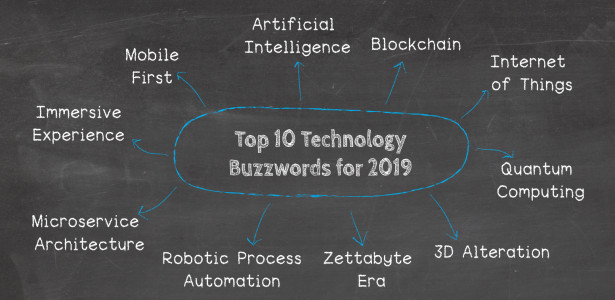 Top 10 Technology
Buzzwords for 2019
Artificial
Intelligence
Blockchain
Internet
of Things
Quantum
Computing
3D Alteration
Zettabyte
Era
Robotic Process
Automation
Microservice
Architecture
Immersive
Experience
Mobile
First